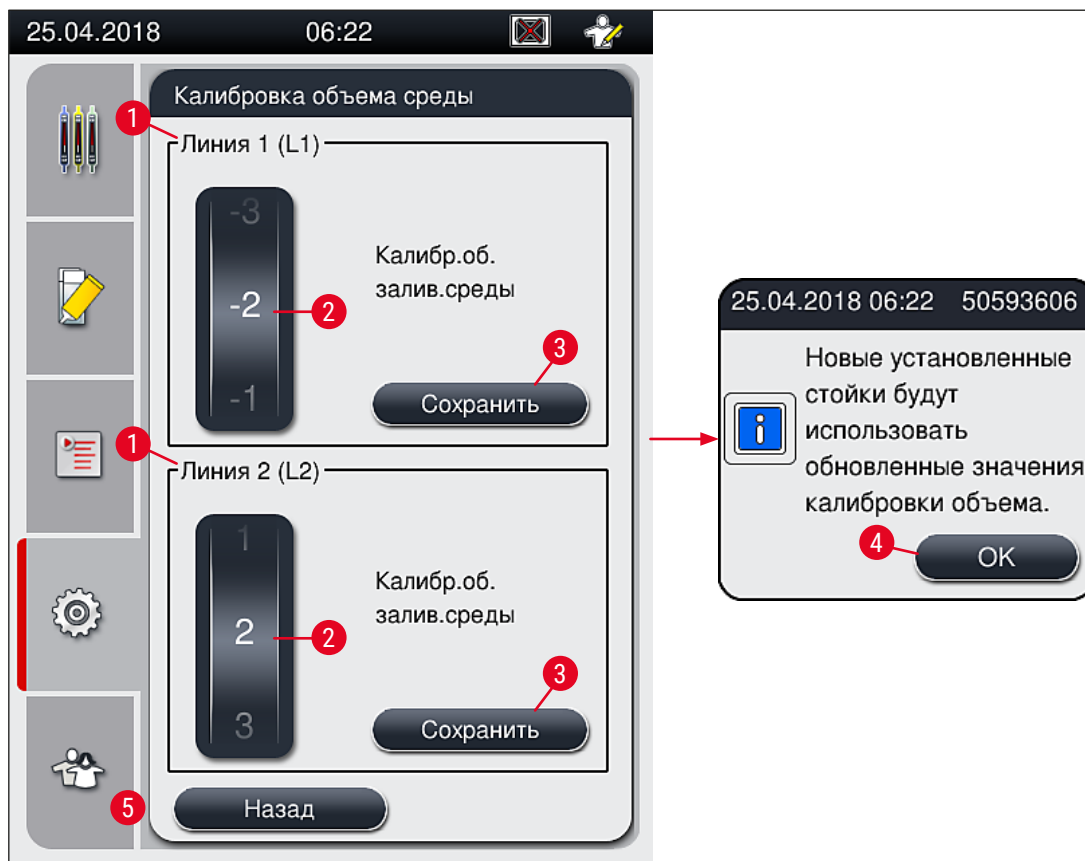 25.04.2018 06:22
Калибровка объема среды
1
Линия 1 (L1)
-3
-2
-1
2
Калибр.об.
залив.среды
3
Сохранить
1
Линия 2 (L2)
1
2
3
2
Калибр.об.
залив.среды
3
Сохранить
5
Назад
25.04.2018 06:22 50593606
Новые установленные
стойки будут
использовать
обновленные значения
калибровки объема.
4
OK